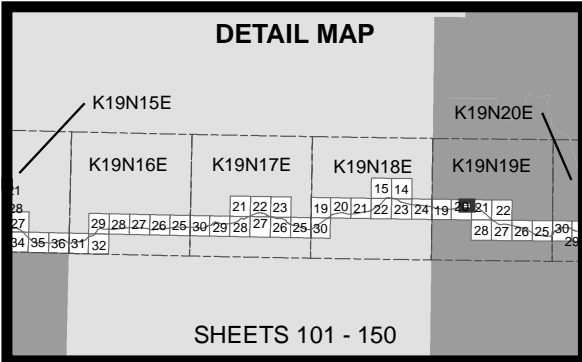 DETAIL MAP
K19N15E
K19N20E
K19N16E K19N17E K19N18E K19N19E
21
15 14
28
21 22 23 19 20 21 22 23 24 19 21 22
27 29 28 27 26 25 30 29 28 27 26 25 30 28 27 26 25 30
34 35 36 31 32 29
SHEETS 101 - 150